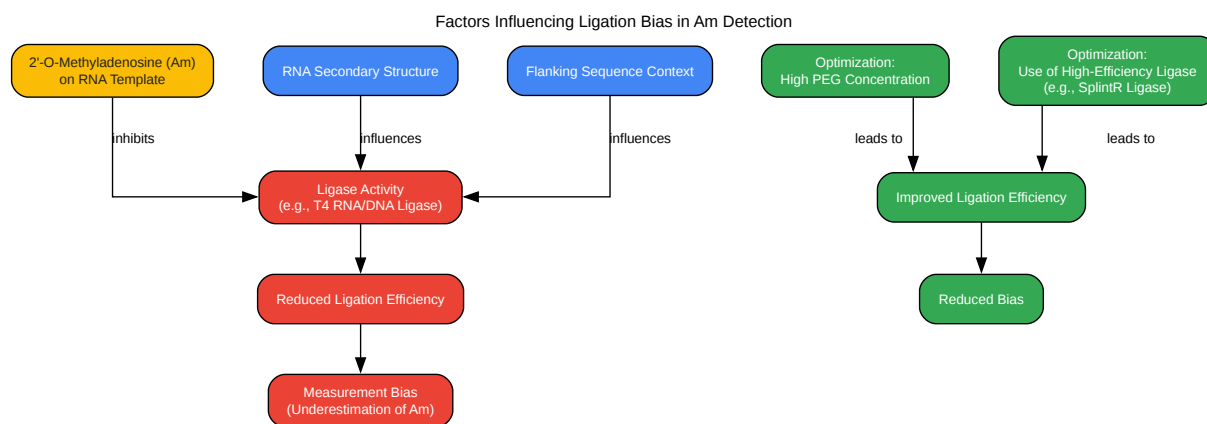 Factors Influencing Ligation Bias in Am Detection
2'-O-Methyladenosine (Am)
on RNA Template
RNA Secondary Structure
Flanking Sequence Context
Optimization:
High PEG Concentration
Optimization:
Use of High-Efficiency Ligase
(e.g., SplintR Ligase)
inhibits
influences
influences
leads to
leads to
Ligase Activity
(e.g., T4 RNA/DNA Ligase)
Improved Ligation Efficiency
Reduced Ligation Efficiency
Reduced Bias
Measurement Bias
(Underestimation of Am)